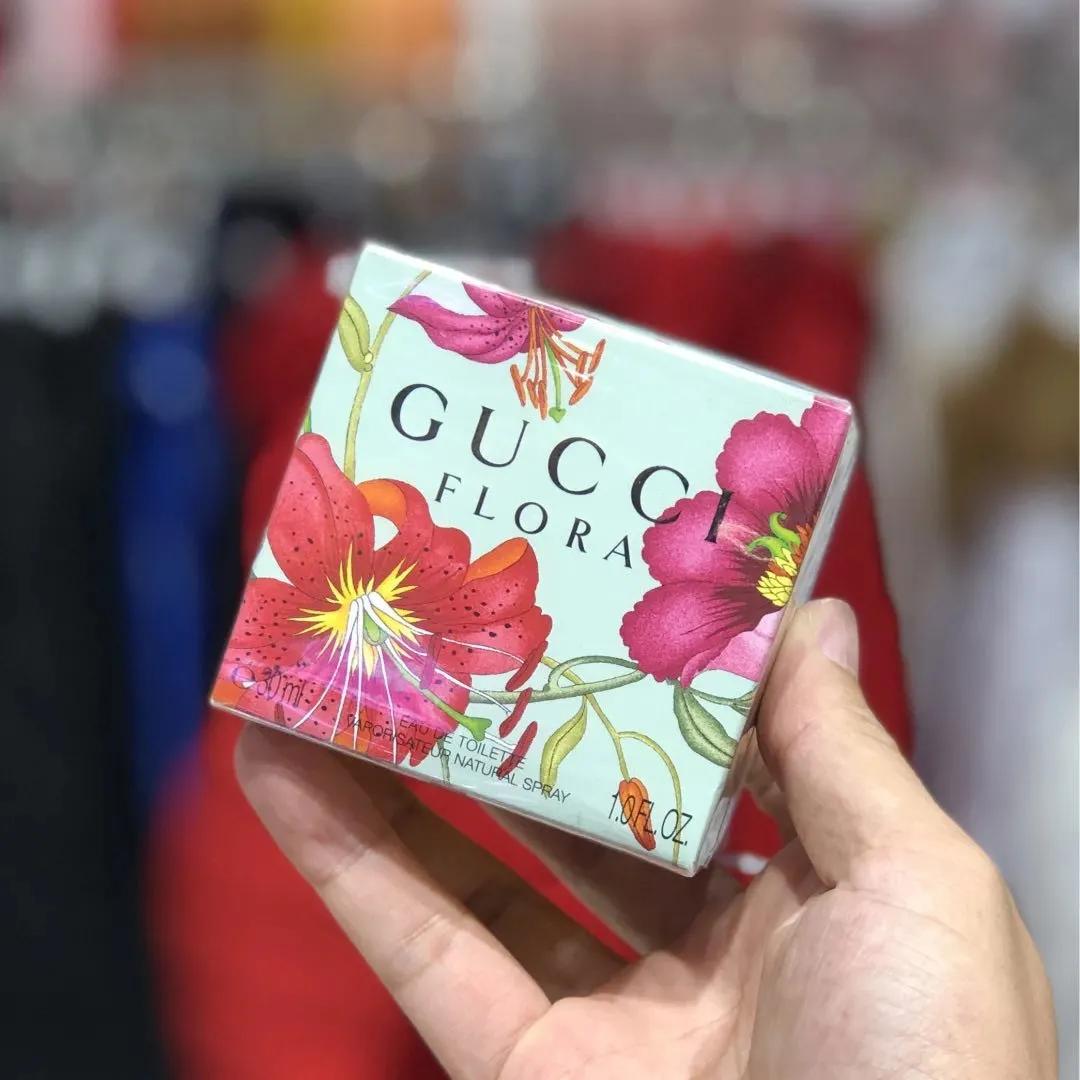 GUCCI
FLORA
℮ 30 ml
EAU DE TOILETTE
VAPORISATEUR NATURAL SPRAY
1.0 FL. OZ.